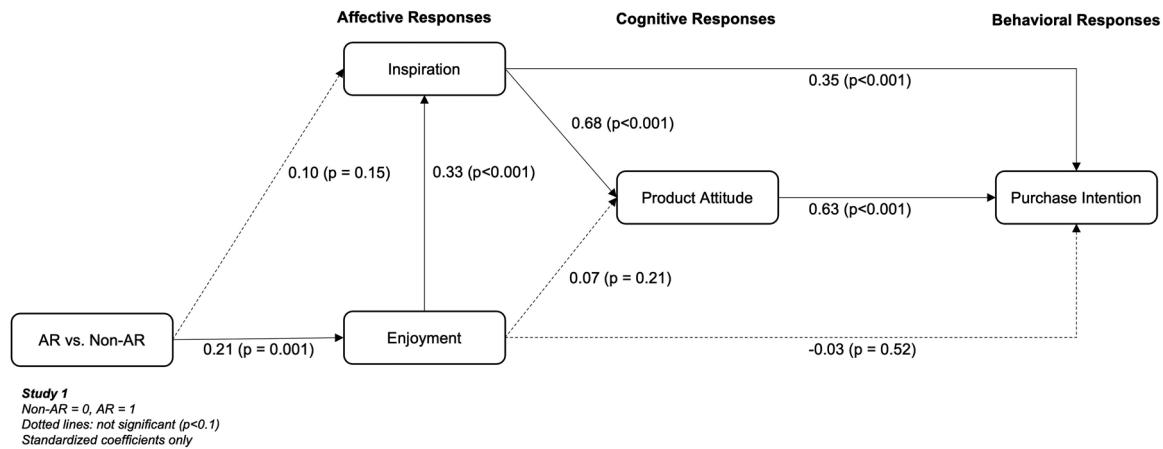 Affective Responses
Cognitive Responses
Behavioral Responses
Inspiration
0.35 (p<0.001)
0.68 (p<0.001)
0.10 (p = 0.15)
0.33 (p<0.001)
Product Attitude
Purchase Intention
0.63 (p<0.001)
0.07 (p = 0.21)
AR vs. Non-AR
Enjoyment
0.21 (p = 0.001)
-0.03 (p = 0.52)
Study 1
Non-AR = 0, AR = 1
Dotted lines: not significant (p<0.1)
Standardized coefficients only